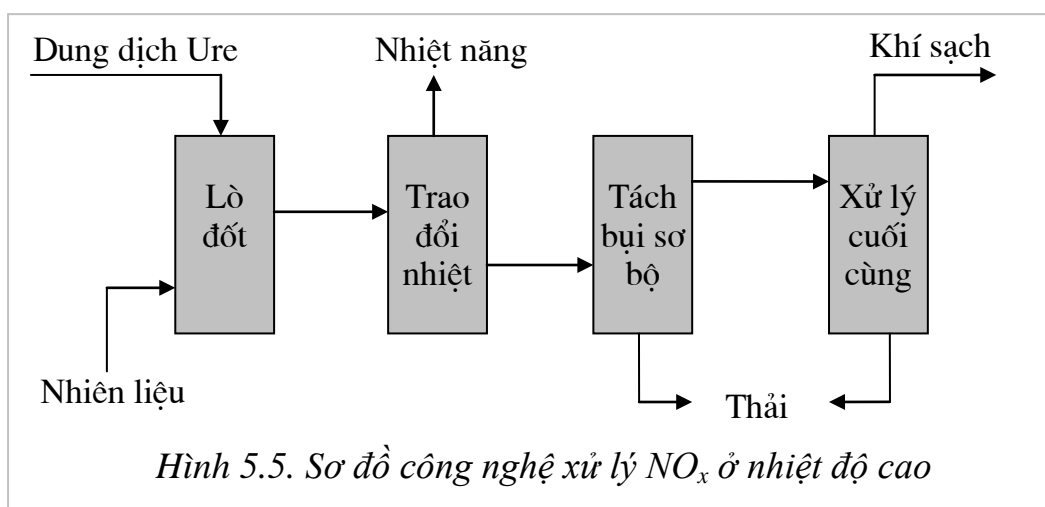 Dung dịch Ure
Nhiệt năng
Khí sạch
Lò
đốt
Trao
đổi
nhiệt
Tách
bụi sơ
bộ
Xử lý
cuối
cùng
Nhiên liệu
Thải
Hình 5.5. Sơ đồ công nghệ xử lý NOx ở nhiệt độ cao